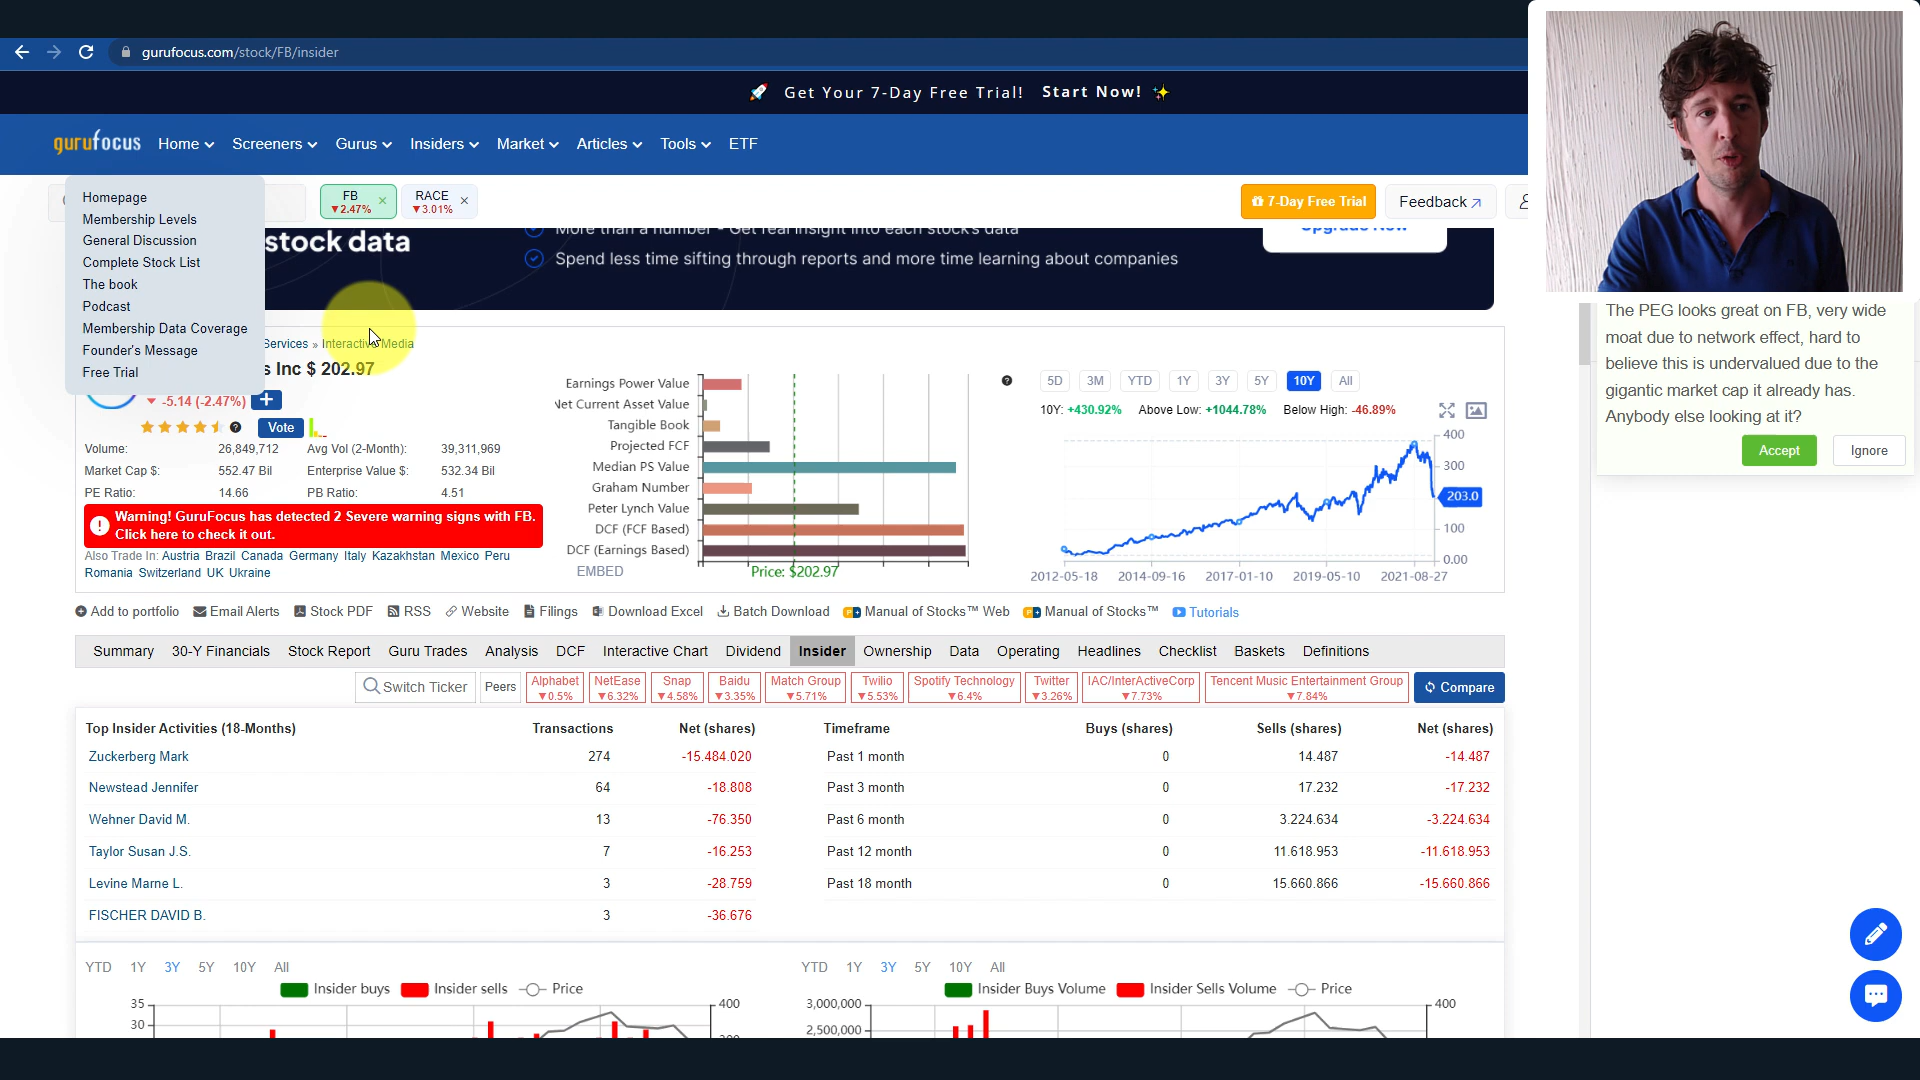 gurufocus.com/stock/FB/insider
🚀 Get Your 7-Day Free Trial! Start Now! ✨
gurufocus Home Screeners Gurus Insiders Market Articles Tools ETF
Homepage
Membership Levels
General Discussion
Complete Stock List
The book
Podcast
Membership Data Coverage
Founder's Message
Free Trial
FB ▼2.47% ×
RACE ▼3.01% ×
7-Day Free Trial
Feedback ↗
stock data
More than a number - Get real insight into each stock's data
Spend less time sifting through reports and more time learning about companies
Upgrade Now
Services » Interactive Media
s Inc $ 202.97
▼ -5.14 (-2.47%) +
Vote
Volume: 26,849,712 Avg Vol (2-Month): 39,311,969
Market Cap $: 552.47 Bil Enterprise Value $: 532.34 Bil
PE Ratio: 14.66 PB Ratio: 4.51
Warning! GuruFocus has detected 2 Severe warning signs with FB.
Click here to check it out.
Also Trade In: Austria Brazil Canada Germany Italy Kazakhstan Mexico Peru
Romania Switzerland UK Ukraine
Earnings Power Value
Net Current Asset Value
Tangible Book
Projected FCF
Median PS Value
Graham Number
Peter Lynch Value
DCF (FCF Based)
DCF (Earnings Based)
EMBED
Price: $202.97
5D 3M YTD 1Y 3Y 5Y 10Y All
10Y: +430.92% Above Low: +1044.78% Below High: -46.89%
400
300
203.0
100
0.00
2012-05-18 2014-09-16 2017-01-10 2019-05-10 2021-08-27
Add to portfolio Email Alerts Stock PDF RSS Website Filings Download Excel Batch Download Manual of Stocks™ Web Manual of Stocks™ Tutorials
Summary 30-Y Financials Stock Report Guru Trades Analysis DCF Interactive Chart Dividend Insider Ownership Data Operating Headlines Checklist Baskets Definitions
Switch Ticker Peers
Alphabet ▼0.5%
NetEase ▼6.32%
Snap ▼4.58%
Baidu ▼3.35%
Match Group ▼5.71%
Twilio ▼5.53%
Spotify Technology ▼6.4%
Twitter ▼3.26%
IAC/InterActiveCorp ▼7.73%
Tencent Music Entertainment Group ▼7.84%
Compare
Top Insider Activities (18-Months) Transactions Net (shares)
Zuckerberg Mark 274 -15.484.020
Newstead Jennifer 64 -18.808
Wehner David M. 13 -76.350
Taylor Susan J.S. 7 -16.253
Levine Marne L. 3 -28.759
FISCHER DAVID B. 3 -36.676
Timeframe Buys (shares) Sells (shares) Net (shares)
Past 1 month 0 14.487 -14.487
Past 3 month 0 17.232 -17.232
Past 6 month 0 3.224.634 -3.224.634
Past 12 month 0 11.618.953 -11.618.953
Past 18 month 0 15.660.866 -15.660.866
YTD 1Y 3Y 5Y 10Y All
Insider buys Insider sells Price
35
30
400
YTD 1Y 3Y 5Y 10Y All
Insider Buys Volume Insider Sells Volume Price
3,000,000
2,500,000
400
The PEG looks great on FB, very wide
moat due to network effect, hard to
believe this is undervalued due to the
gigantic market cap it already has.
Anybody else looking at it?
Accept Ignore